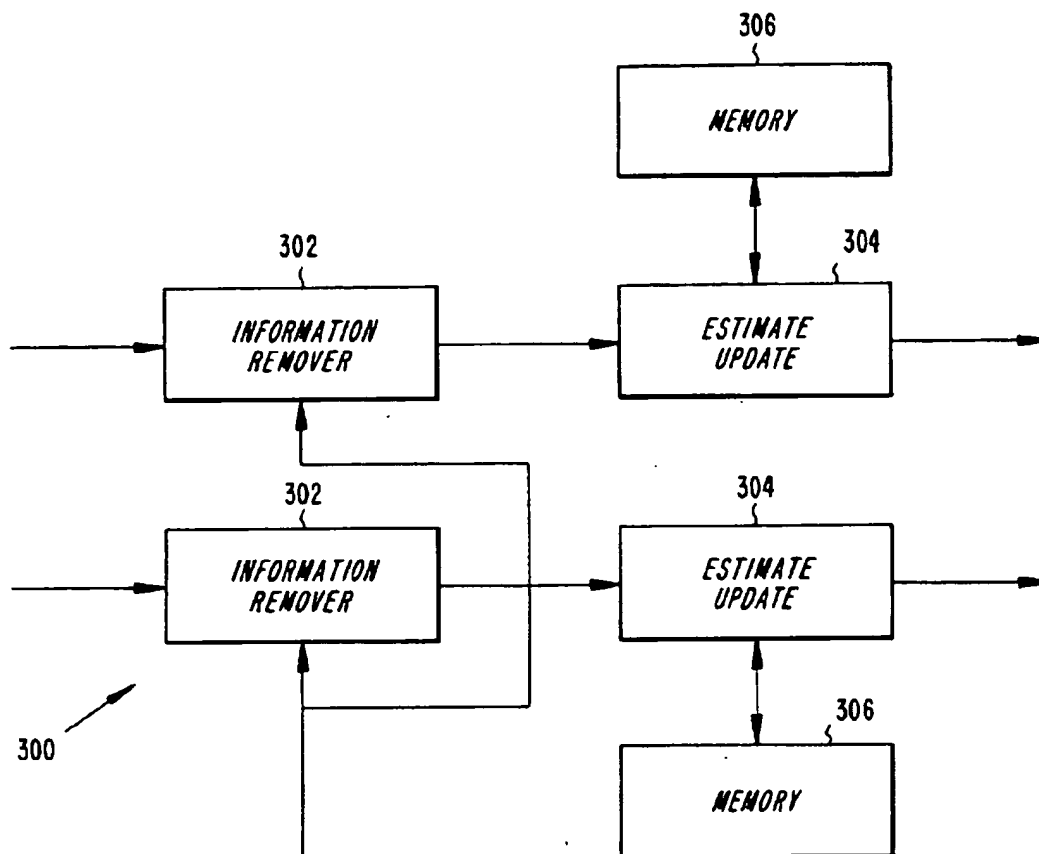 306
MEMORY
302
304
INFORMATION
REMOVER
ESTIMATE
UPDATE
302
304
INFORMATION
REMOVER
ESTIMATE
UPDATE
300
306
MEMORY